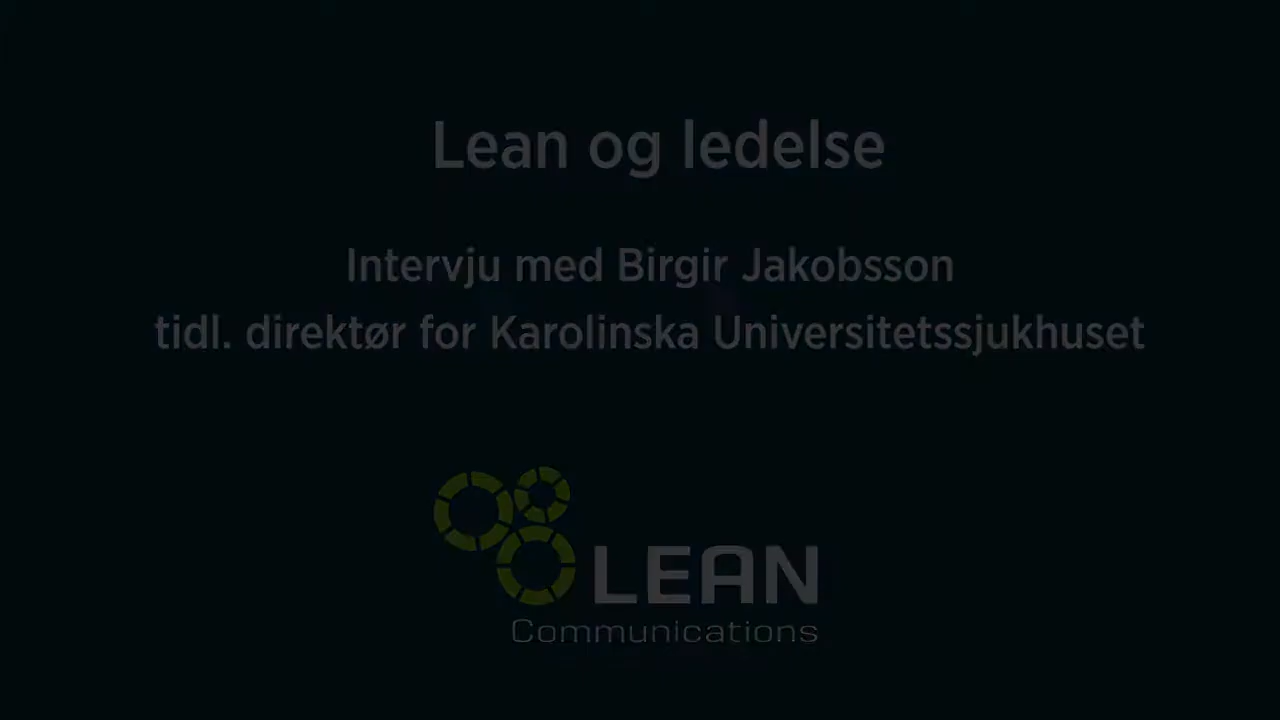 Lean og ledelse
Intervju med Birgir Jakobsson
tidl. direktør for Karolinska Universitetssjukhuset
LEAN
Communications